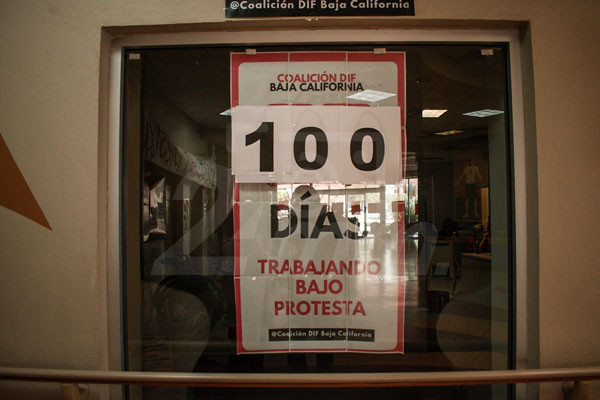 @Coalición DIF Baja California
COALICIÓN DIF
BAJA CALIFORNIA
100
DÍAS
TRABAJANDO
BAJO
PROTESTA
@Coalición DIF Baja California